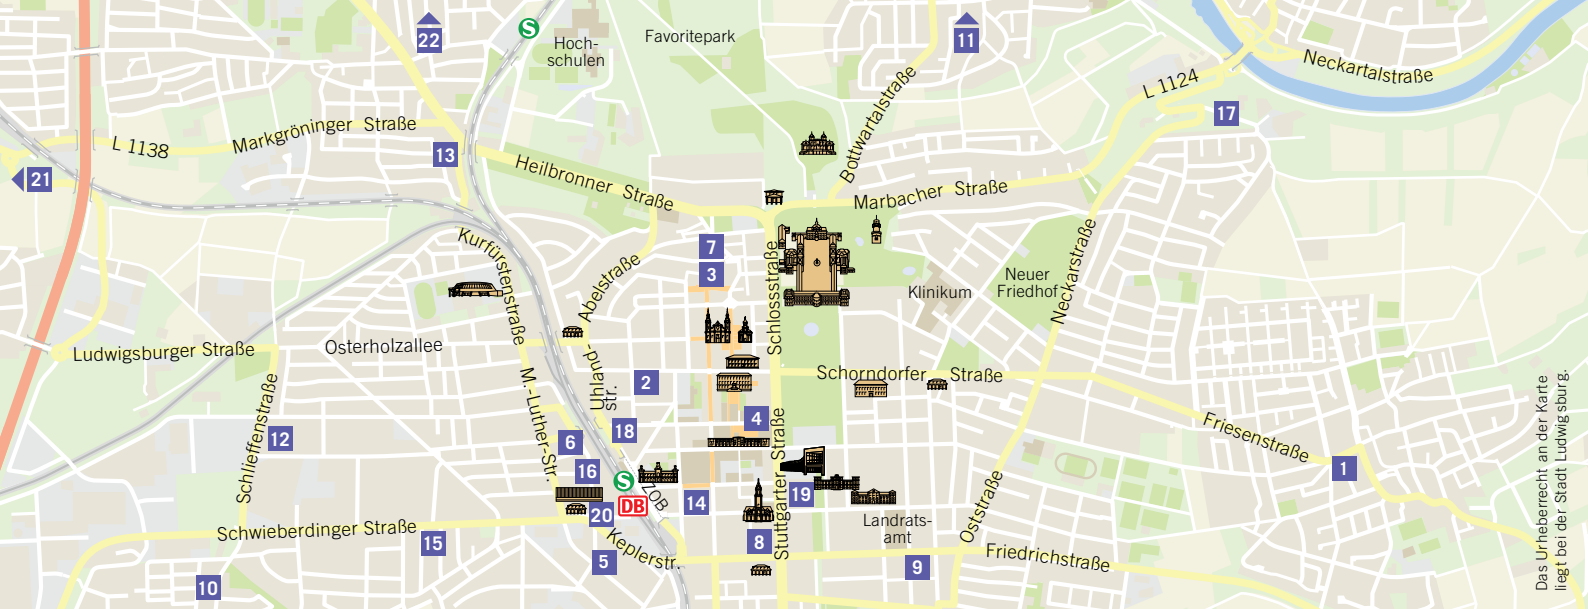 22
S
Hoch-
schulen
Favoritepark
11
Neckartalstraße
L 1124
17
L 1138
Markgröninger Straße
13
21
Heilbronner Straße
Bottwartalstraße
Marbacher Straße
Kurfürstenstraße
7
3
Abelstraße
Schlossstraße
Klinikum
Neuer
Friedhof
Neckarstraße
Ludwigsburger Straße
Osterholzallee
Uhland-
str.
2
Schorndorfer Straße
M.-Luther-Str.
Schlieffenstraße
12
6
18
4
16
S
ZOB
DB
20
14
19
Stuttgarter Straße
Friesenstraße
1
Landrats-
amt
Oststraße
Schwieberdinger Straße
15
5
Keplerstr.
8
9
Friedrichstraße
10
Das Urheberrecht an der Karte
liegt bei der Stadt Ludwigsburg.